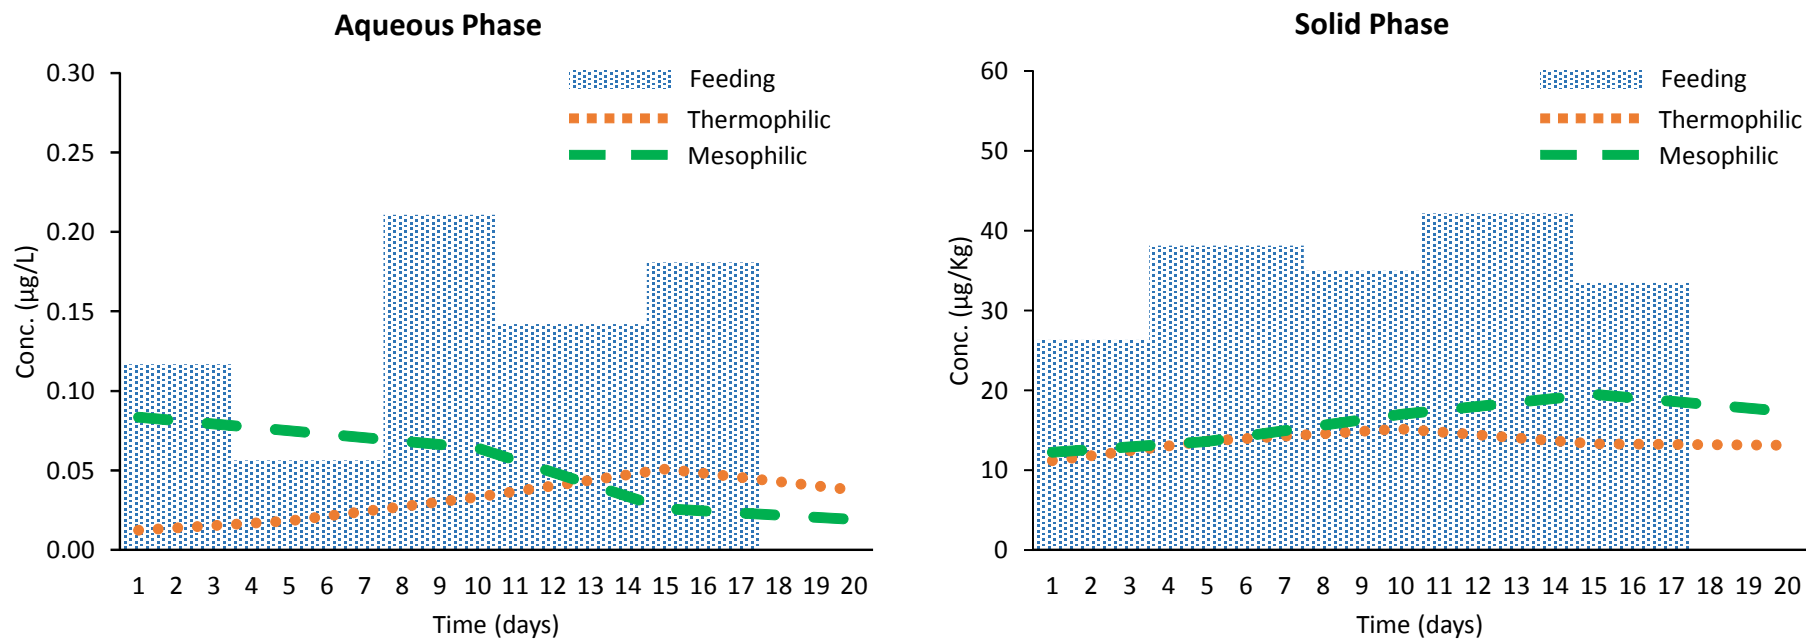 Aqueous Phase
Conc. (µg/L)
0.30
0.25
0.20
0.15
0.10
0.05
0.00
Feeding
Thermophilic
Mesophilic
1 2 3 4 5 6 7 8 9 10 11 12 13 14 15 16 17 18 19 20
Time (days)
Solid Phase
Conc. (µg/Kg)
60
50
40
30
20
10
0
Feeding
Thermophilic
Mesophilic
1 2 3 4 5 6 7 8 9 10 11 12 13 14 15 16 17 18 19 20
Time (days)